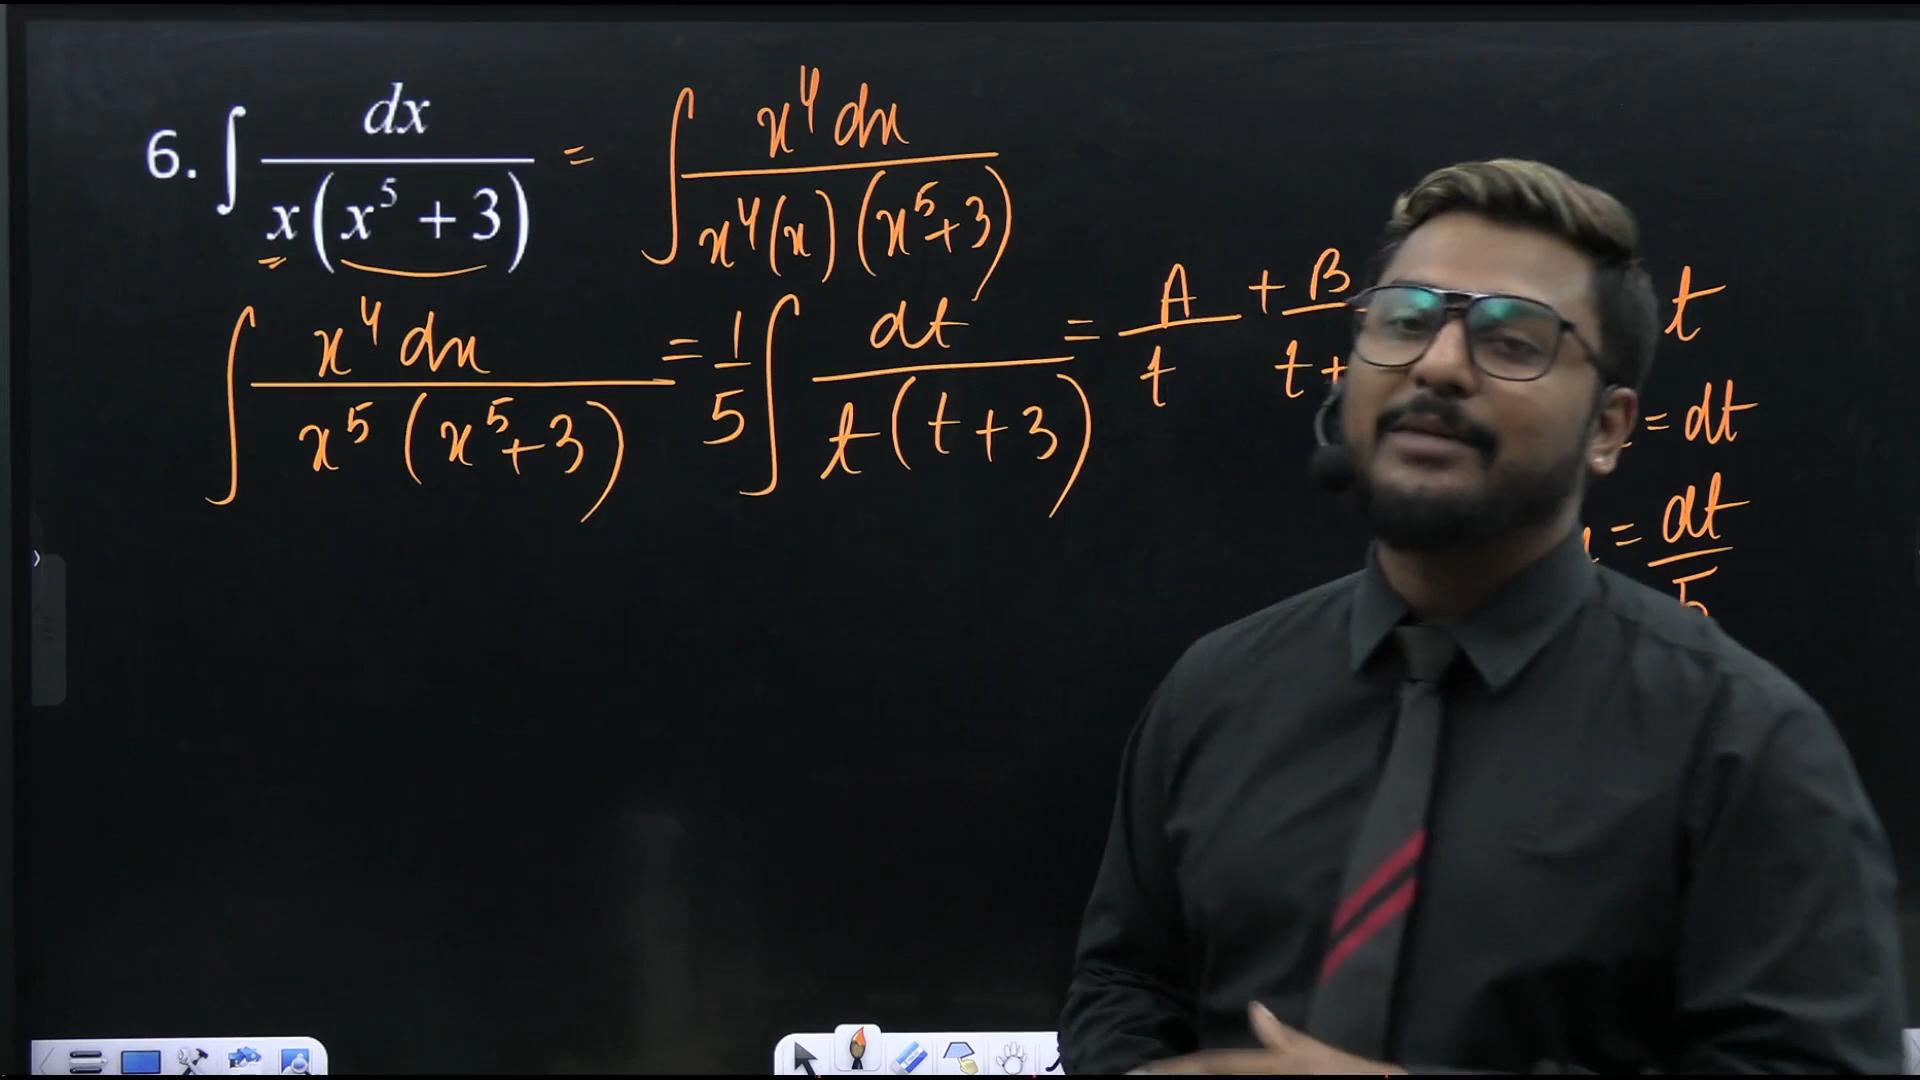 6. ∫ dx / x(x⁵ + 3) = ∫ x⁴ dx / x⁴(x)(x⁵+3)
∫ x⁴ dx / x⁵(x⁵+3) = 1/5 ∫ dt / t(t+3) = A/t + B/t+
t
= dt
= dt/5